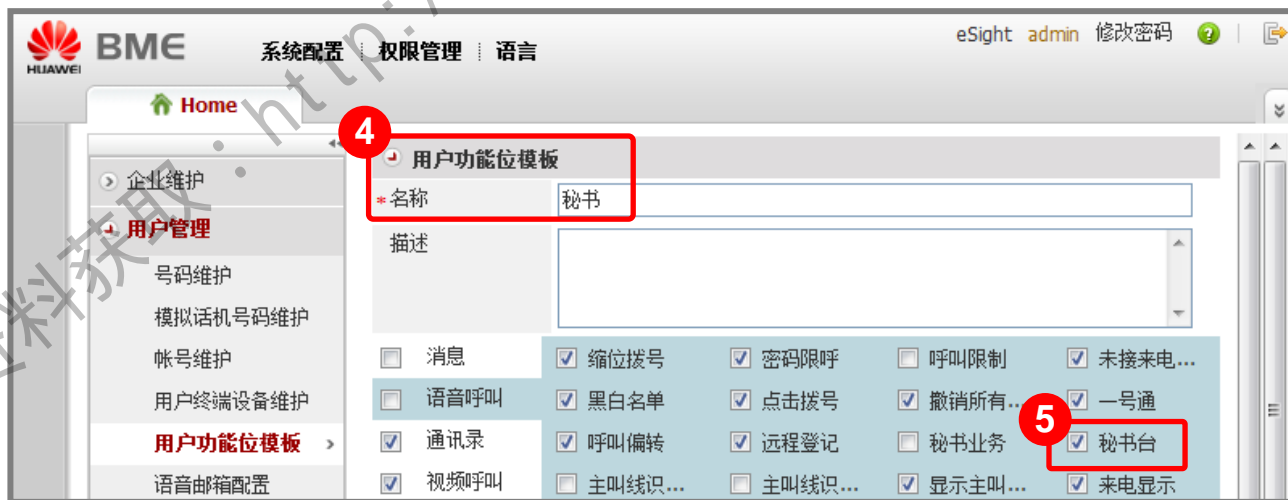 HUAWEI BME 系统配置 权限管理 语言 eSight admin 修改密码
Home
4
用户功能位模板
企业维护
*名称 秘书
用户管理
描述
号码维护
模拟话机号码维护
帐号维护 消息 缩位拨号 密码限呼 呼叫限制 未接来电...
用户终端设备维护 语音呼叫 黑白名单 点击拨号 撤销所有... 一号通
5
用户功能位模板 通讯录 呼叫偏转 远程登记 秘书业务 秘书台
语音邮箱配置 视频呼叫 主叫线识... 主叫线识... 显示主叫... 来电显示
料获取：http:/